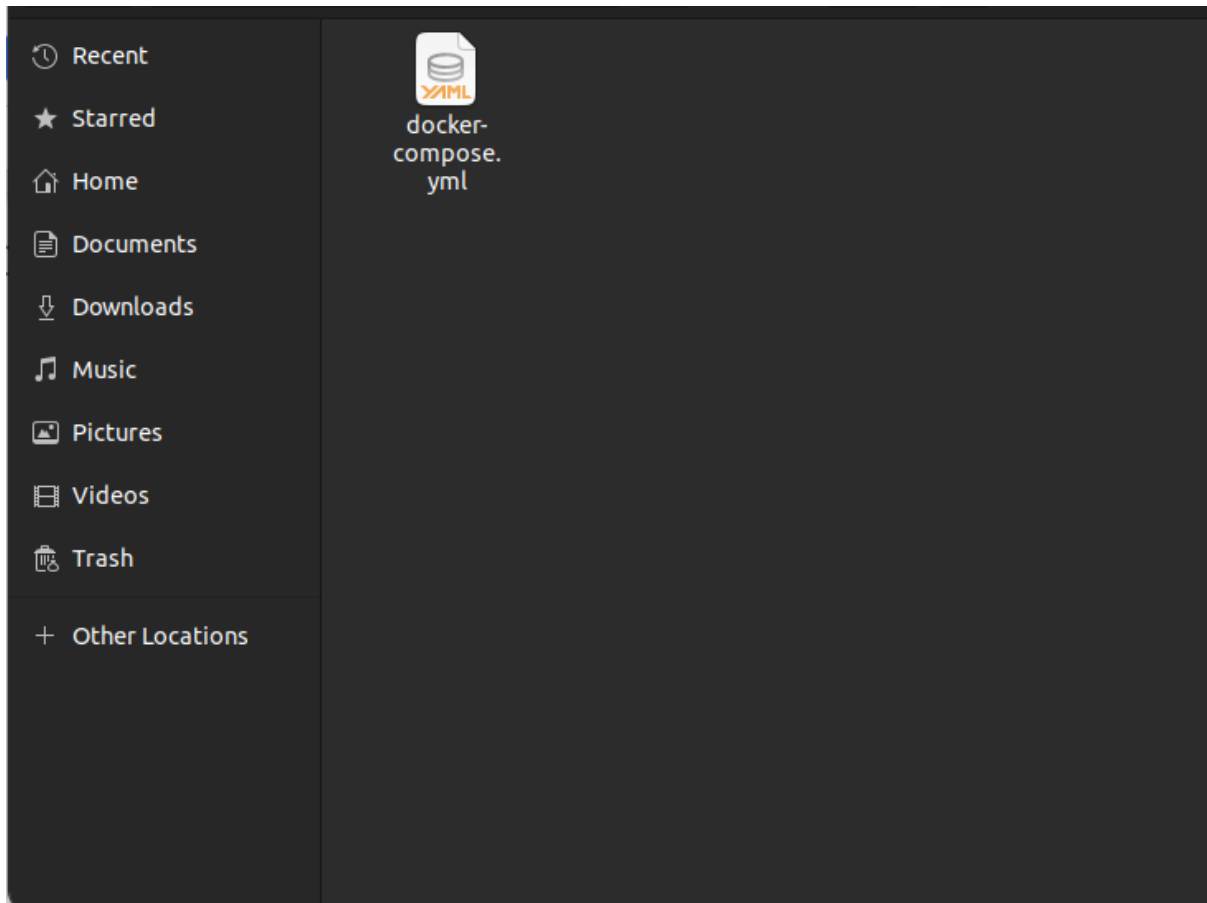 Recent
Starred
Home
Documents
Downloads
Music
Pictures
Videos
Trash
Other Locations
YAML
docker-
compose.
yml